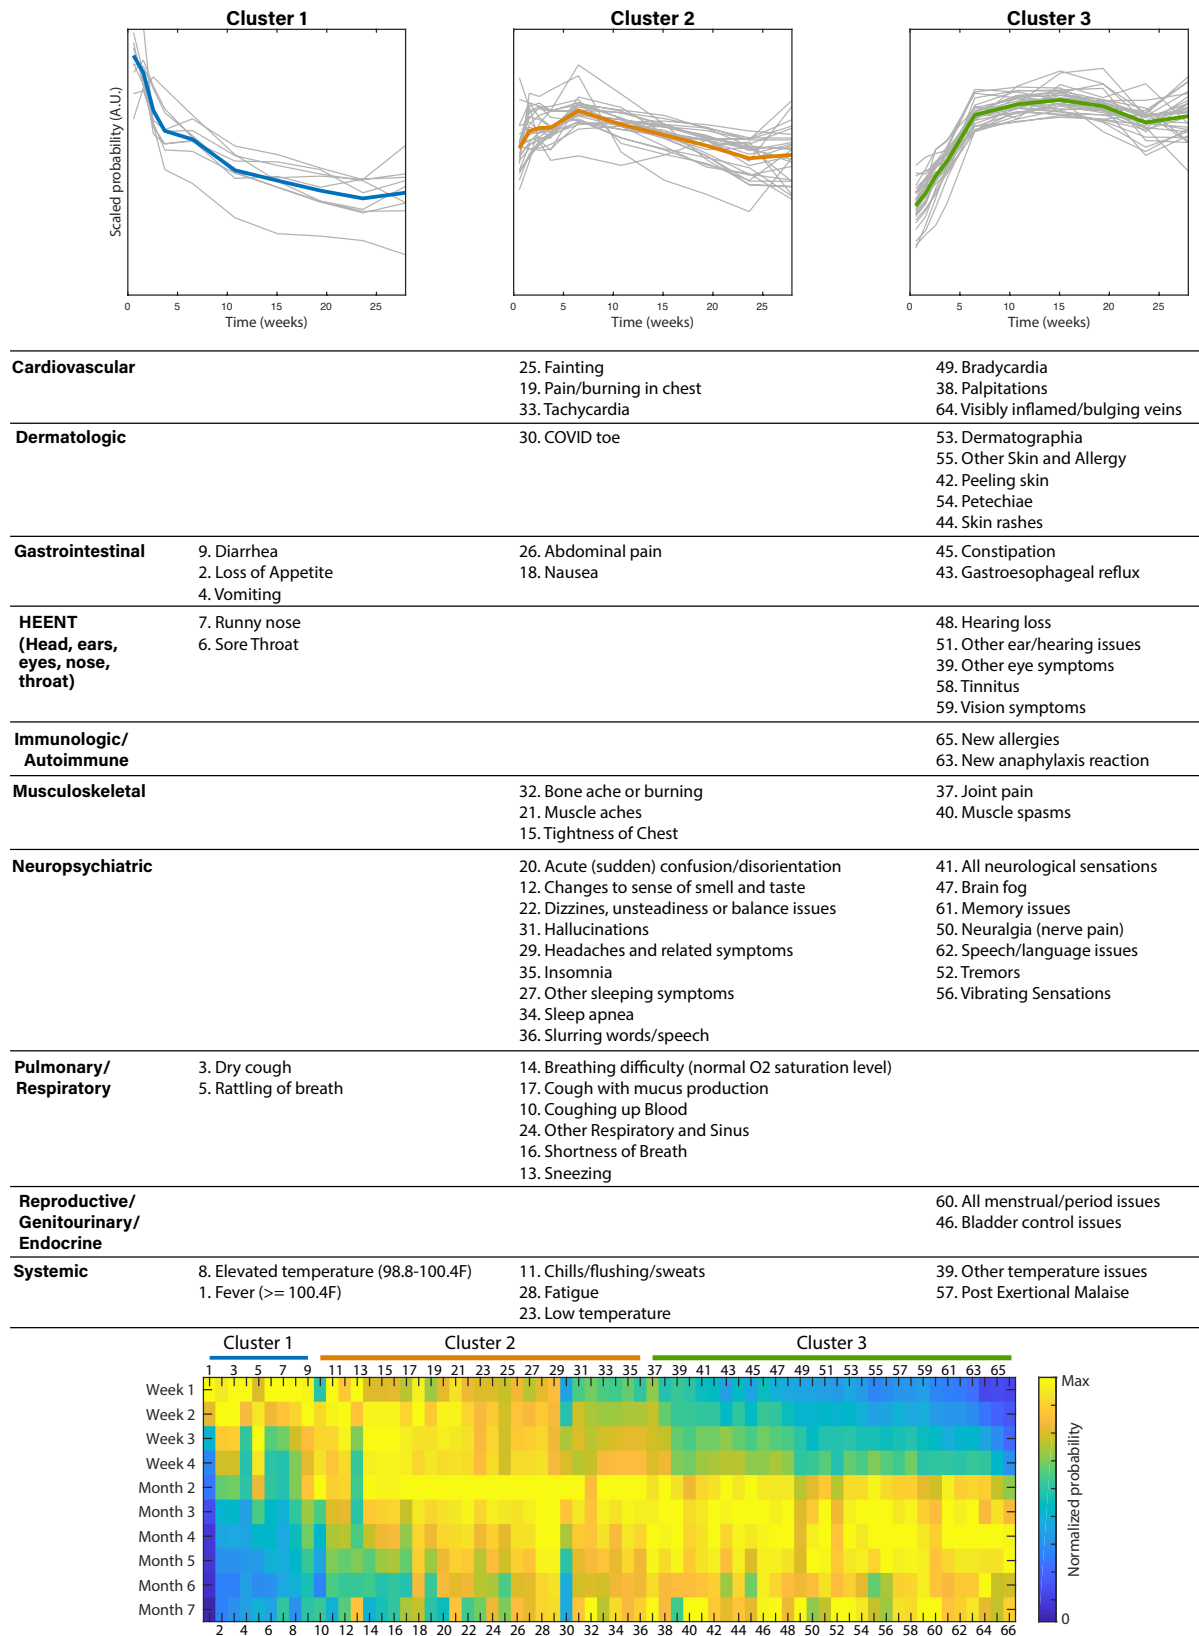 Cluster 1
Cluster 2
Cluster 3
Scaled probability (A.U.)
0 5 10 15 20 25
0 5 10 15 20 25
0 5 10 15 20 25
Time (weeks)
Time (weeks)
Time (weeks)
Cardiovascular
25. Fainting
19. Pain/burning in chest
33. Tachycardia
49. Bradycardia
38. Palpitations
64. Visibly inflamed/bulging veins
Dermatologic
30. COVID toe
53. Dermatographia
55. Other Skin and Allergy
42. Peeling skin
54. Petechiae
44. Skin rashes
Gastrointestinal
9. Diarrhea
2. Loss of Appetite
4. Vomiting
26. Abdominal pain
18. Nausea
45. Constipation
43. Gastroesophageal reflux
HEENT
(Head, ears,
eyes, nose,
throat)
7. Runny nose
6. Sore Throat
48. Hearing loss
51. Other ear/hearing issues
39. Other eye symptoms
58. Tinnitus
59. Vision symptoms
Immunologic/
Autoimmune
65. New allergies
63. New anaphylaxis reaction
Musculoskeletal
32. Bone ache or burning
21. Muscle aches
15. Tightness of Chest
37. Joint pain
40. Muscle spasms
Neuropsychiatric
20. Acute (sudden) confusion/disorientation
12. Changes to sense of smell and taste
22. Dizzines, unsteadiness or balance issues
31. Hallucinations
29. Headaches and related symptoms
35. Insomnia
27. Other sleeping symptoms
34. Sleep apnea
36. Slurring words/speech
41. All neurological sensations
47. Brain fog
61. Memory issues
50. Neuralgia (nerve pain)
62. Speech/language issues
52. Tremors
56. Vibrating Sensations
Pulmonary/
Respiratory
3. Dry cough
5. Rattling of breath
14. Breathing difficulty (normal O2 saturation level)
17. Cough with mucus production
10. Coughing up Blood
24. Other Respiratory and Sinus
16. Shortness of Breath
13. Sneezing
Reproductive/
Genitourinary/
Endocrine
60. All menstrual/period issues
46. Bladder control issues
Systemic
8. Elevated temperature (98.8-100.4F)
1. Fever (>= 100.4F)
11. Chills/flushing/sweats
28. Fatigue
23. Low temperature
39. Other temperature issues
57. Post Exertional Malaise
Cluster 1
Cluster 2
Cluster 3
1 3 5 7 9 11 13 15 17 19 21 23 25 27 29 31 33 35 37 39 41 43 45 47 49 51 53 55 57 59 61 63 65
Week 1
Week 2
Week 3
Week 4
Month 2
Month 3
Month 4
Month 5
Month 6
Month 7
2 4 6 8 10 12 14 16 18 20 22 24 26 28 30 32 34 36 38 40 42 44 46 48 50 52 54 56 58 60 62 64 66
Max
Normalized probability
0